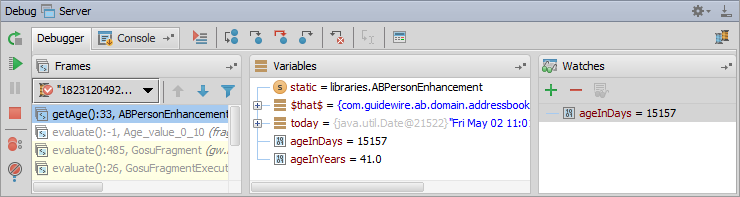 Debug Server
Debugger Console
Frames
"1823120492...
getAge():33, ABPersonEnhancement
evaluate():-1, Age_value_0_10 (frag
evaluate():485, GosuFragment (gw.
evaluate():26, GosuFragmentExecut
Variables
static = libraries.ABPersonEnhancement
$that$ = {com.guidewire.ab.domain.addressbook
today = {java.util.Date@21522}"Fri May 02 11:0
ageInDays = 15157
ageInYears = 41.0
Watches
ageInDays = 15157